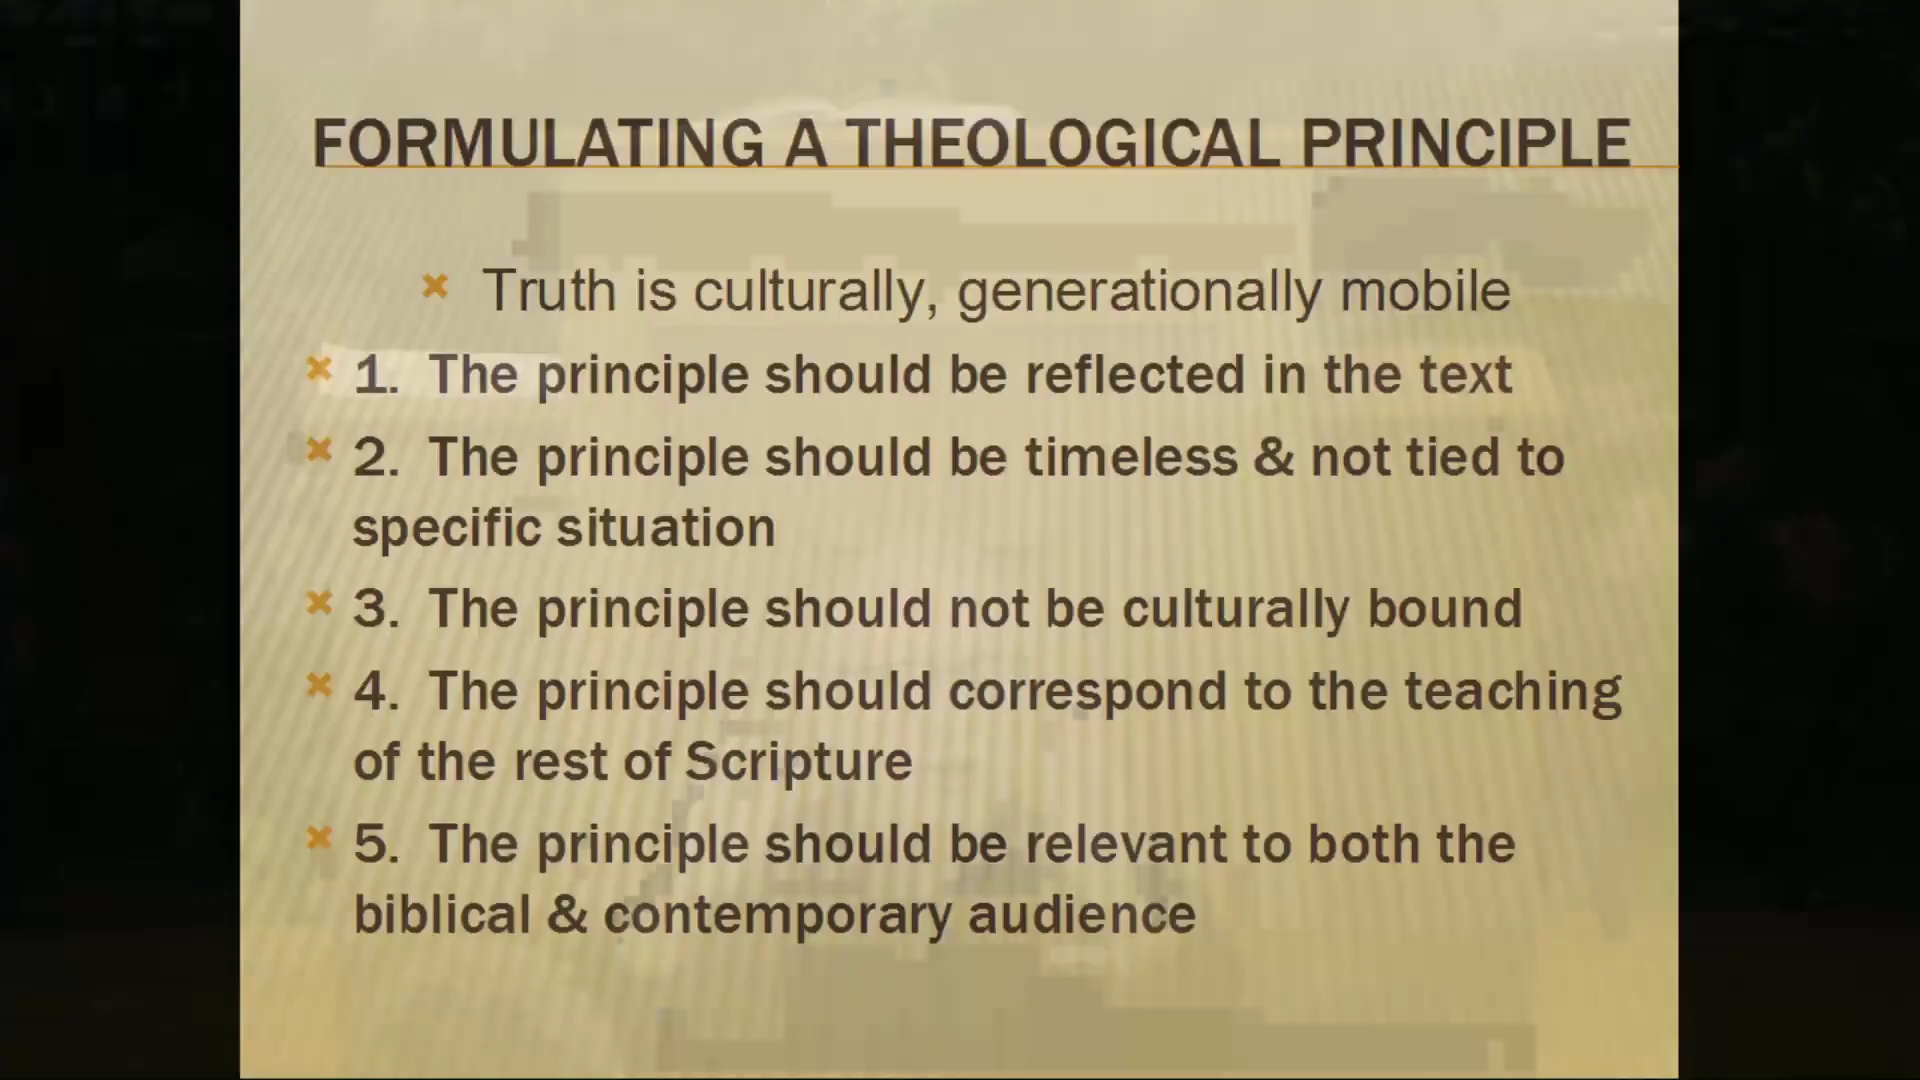 FORMULATING A THEOLOGICAL PRINCIPLE
Truth is culturally, generationally mobile
1. The principle should be reflected in the text
2. The principle should be timeless & not tied to
specific situation
3. The principle should not be culturally bound
4. The principle should correspond to the teaching
of the rest of Scripture
5. The principle should be relevant to both the
biblical & contemporary audience